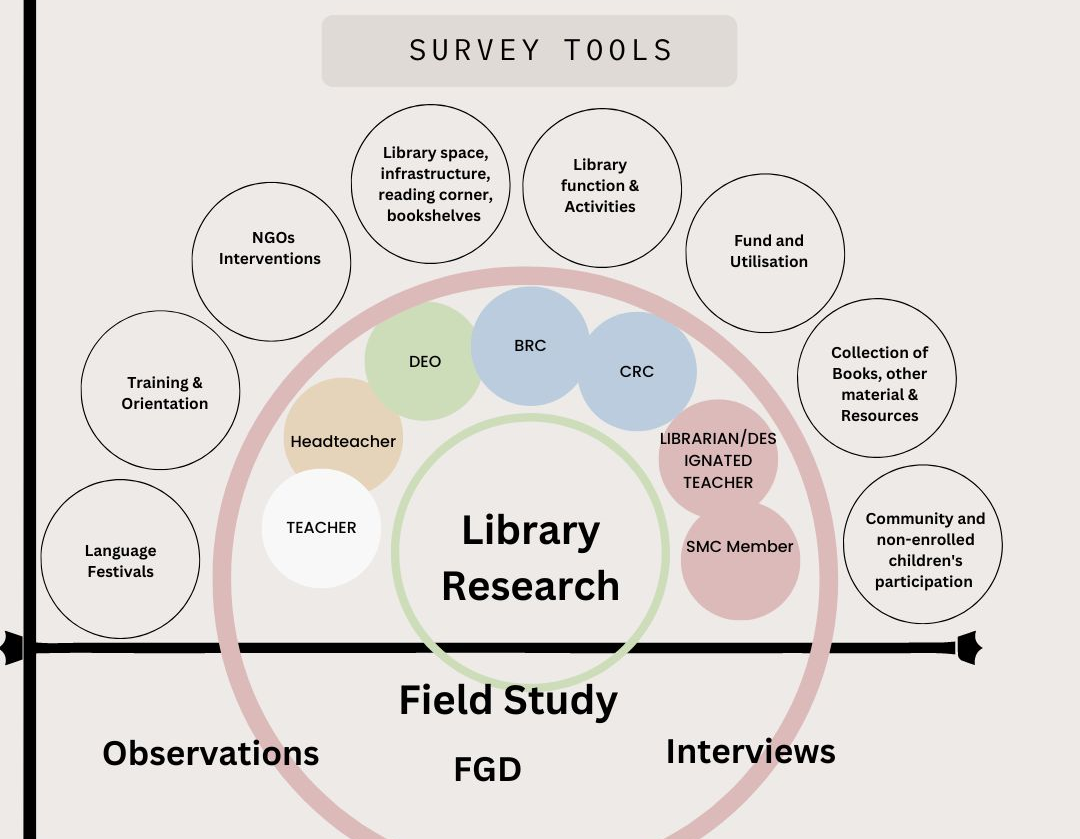 SURVEY TOOLS
Library space,
infrastructure,
reading corner,
bookshelves
Library
function &
Activities
NGOs
Interventions
Fund and
Utilisation
Training &
Orientation
Collection of
Books, other
material &
Resources
Language
Festivals
Community and
non-enrolled
children's
participation
DEO
BRC
CRC
Headteacher
LIBRARIAN/DES
IGNATED
TEACHER
TEACHER
SMC Member
Library
Research
Field Study
Observations
FGD
Interviews